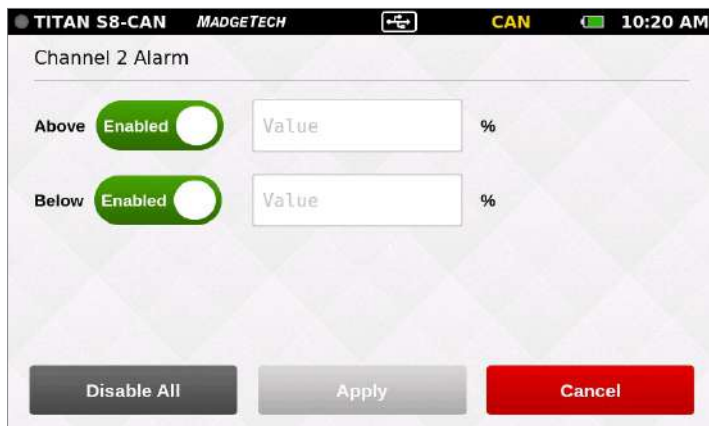 TITAN S8-CAN MADGETECH CAN 10:20 AM
Channel 2 Alarm
Above Enabled Value %
Below Enabled Value %
Disable All Apply Cancel